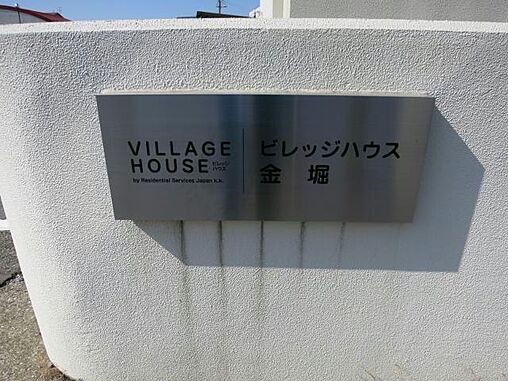 VILLAGE
HOUSE ビレッジ
ハウス
by Residential Services Japan k.k.
ビレッジハウス
金堀